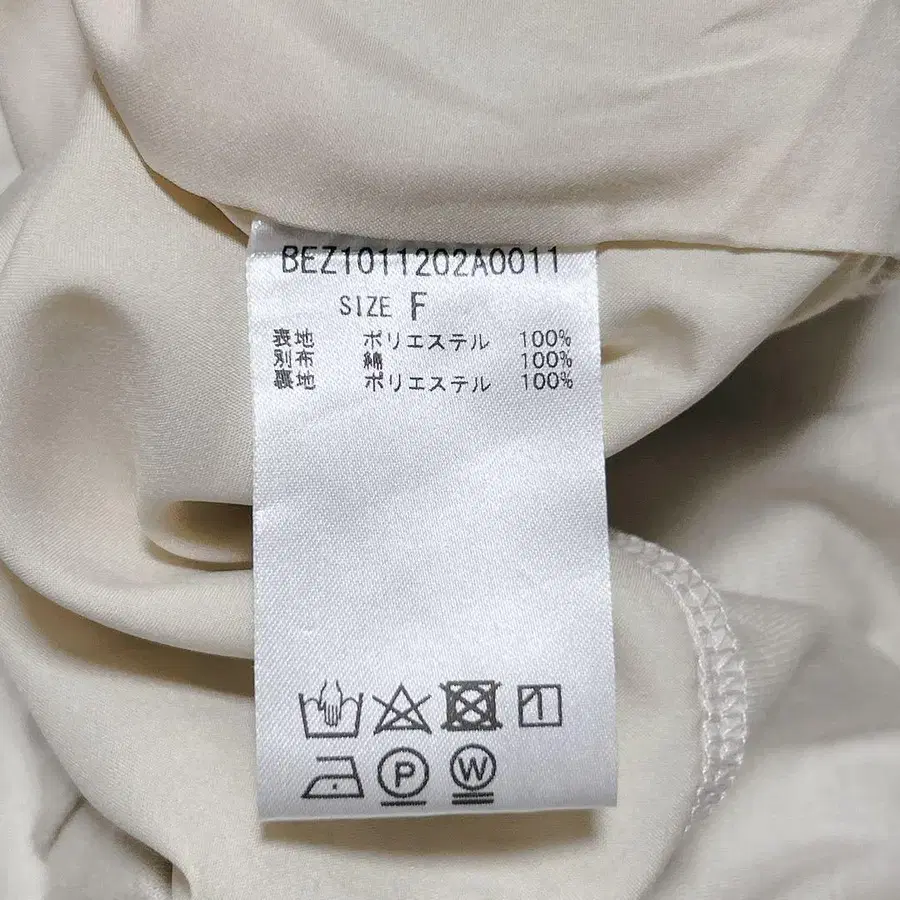 BEZ1011202A0011
SIZE F
表地 ポリエステル 100%
別布 綿 100%
裏地 ポリエステル 100%
P W